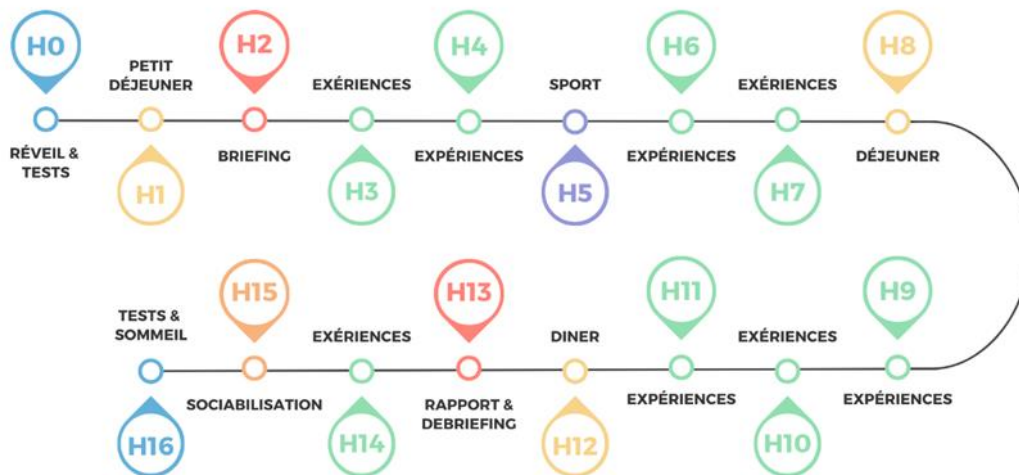 H0
RÉVEIL &
TESTS
PETIT
DÉJEUNER
H1
H2
BRIEFING
EXÉRIENCES
H3
H4
EXPÉRIENCES
SPORT
H5
H6
EXPÉRIENCES
EXÉRIENCES
H7
H8
DÉJEUNER
H9
EXPÉRIENCES
EXÉRIENCES
H10
H11
EXPÉRIENCES
DINER
H12
H13
RAPPORT &
DEBRIEFING
EXÉRIENCES
H14
H15
SOCIABILISATION
TESTS &
SOMMEIL
H16